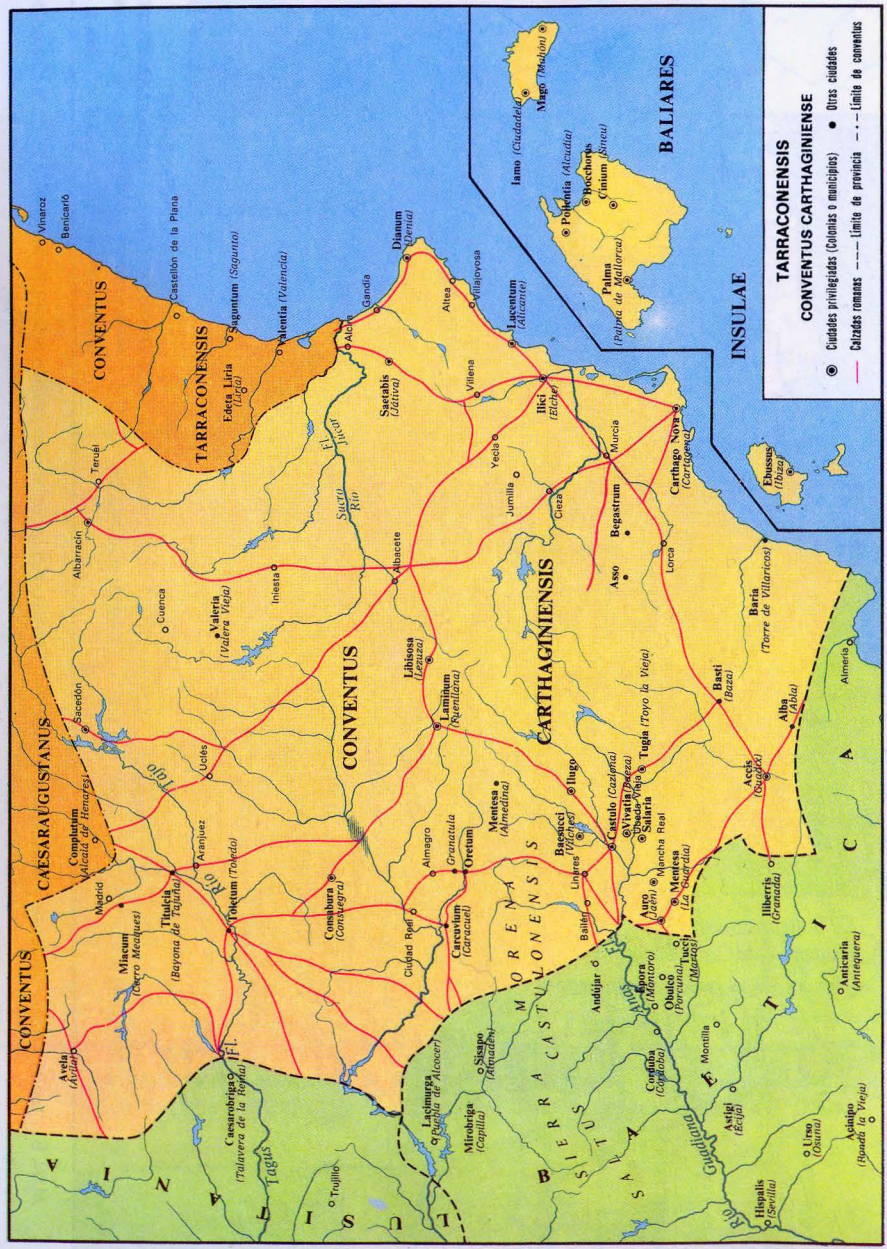 TARRACONENSIS
CONVENTUS CARTHAGINIENSE
Ciudades privilegiadas (Colonias o municipios)
Otras ciudades
Calzadas romanas
Límite de provincia
Límite de conventus
CONVENTUS
CAESARAUGUSTANUS
CONVENTUS
TARRACONENSIS
CONVENTUS
CARTHAGINIENSIS
LUSITANIA
BAETICA
INSULAE
BALIARES
SIERRA MORENA
SALTUS CASTULONENSIS
Avela
(Ávila)
Miacum
(Cerro Meaques)
Madrid
Complutum
(Alcalá de Henares)
Titulcia
(Bayona de Tajuña)
Aranjuez
Toletum (Toledo)
Río
Tajo
Fl.
Tagus
Caesarobriga
(Talavera de la Reina)
Trujillo
Sacedón
Uclés
Cuenca
Valeria
(Valera Vieja)
Iniesta
Albarracín
Teruel
Vinaroz
Benicarló
Castellón de la Plana
Saguntum (Sagunto)
Edeta Liria
(Liria)
Valentia (Valencia)
Alcira
Gandía
Dianum
(Denia)
Altea
Villajoyosa
Lucentum
(Alicante)
Saetabis
(Játiva)
Villena
Ilici
(Elche)
Yecla
Jumilla
Cieza
Murcia
Carthago Nova
(Cartagena)
Begastrum
Asso
Lorca
El Júcar
Sucro
Río
Albacete
Libisosa
(Lezuza)
Laminum
(Fuenllana)
Consabura
(Consuegra)
Ciudad Real
Almagro
Granatula
Oretum
Carcuvium
(Caracuel)
Mentesa
(Almedina)
Ilugo
Baesucci
(Vilches)
Castulo (Cazlona)
Vivatia (Baeza)
Ubeda Vieja
Salaria
Tugia (Toyo la Vieja)
Linares
Bailén
Mancha Real
Auro
(Jaén)
Mentesa
(La Guardia)
Tucci
(Martos)
Basti
(Baza)
Baria
(Torre de Villaricos)
Alba
(Abla)
Accis
(Guadix)
Iliberris
(Granada)
Almería
Lacimurga
(Puebla de Alcocer)
Mirobriga
(Capilla)
Sisapo
(Almadén)
Andújar
Epora
(Montoro)
Obulco
(Porcuna)
Corduba
(Córdoba)
Montilla
Astigi
(Ecija)
Anticaria
(Antequera)
Urso
(Osuna)
Acinipo
(Ronda la Vieja)
Hispalis
(Sevilla)
Río
Guadiana
Fl.
Anas
Iamo (Ciudadela)
Mago (Mahón)
Pollentia (Alcudia)
Bocchorus
Cinium (Sineu)
Palma
(Palma de Mallorca)
Ebussus
(Ibiza)